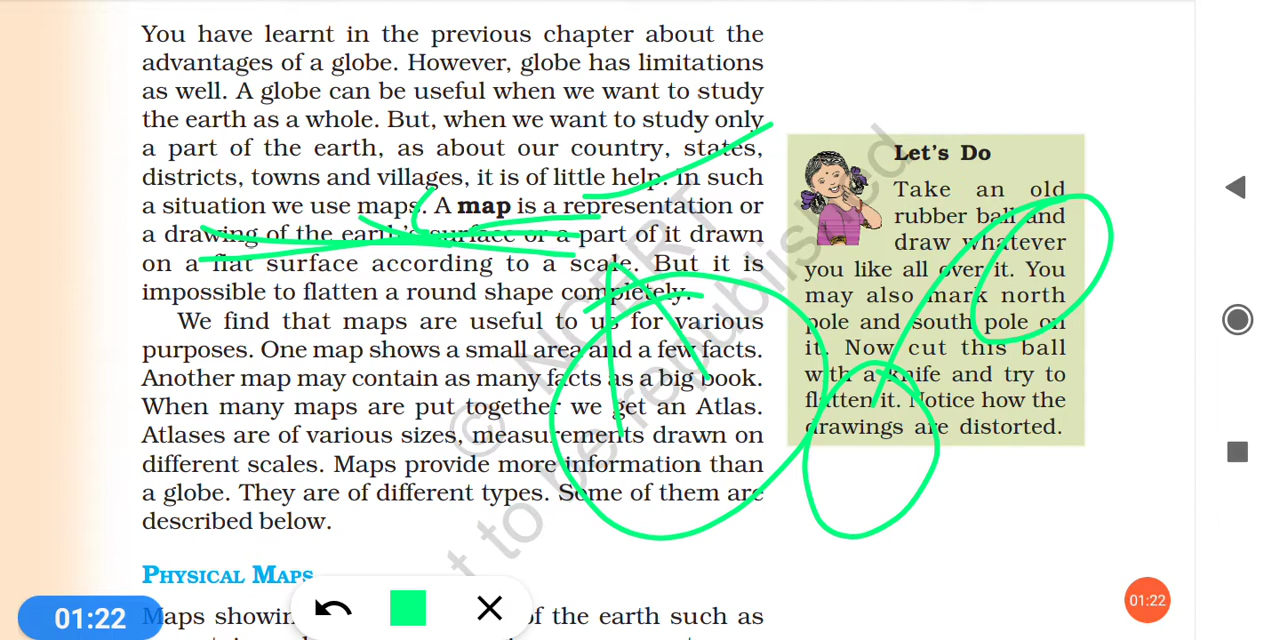 You have learnt in the previous chapter about the
advantages of a globe. However, globe has limitations
as well. A globe can be useful when we want to study
the earth as a whole. But, when we want to study only
a part of the earth, as about our country, states,
districts, towns and villages, it is of little help. In such
a situation we use maps. A map is a representation or
a drawing of the earth's surface or a part of it drawn
on a flat surface according to a scale. But it is
impossible to flatten a round shape completely.
We find that maps are useful to us for various
purposes. One map shows a small area and a few facts.
Another map may contain as many facts as a big book.
When many maps are put together we get an Atlas.
Atlases are of various sizes, measurements drawn on
different scales. Maps provide more information than
a globe. They are of different types. Some of them are
described below.
PHYSICAL MAPS
Maps showing of the earth such as
Let's Do
Take an old
rubber ball and
draw whatever
you like all over it. You
may also mark north
pole and south pole on
it. Now cut this ball
with a knife and try to
flatten it. Notice how the
drawings are distorted.
© NCERT
to be republished
01:22
01:22